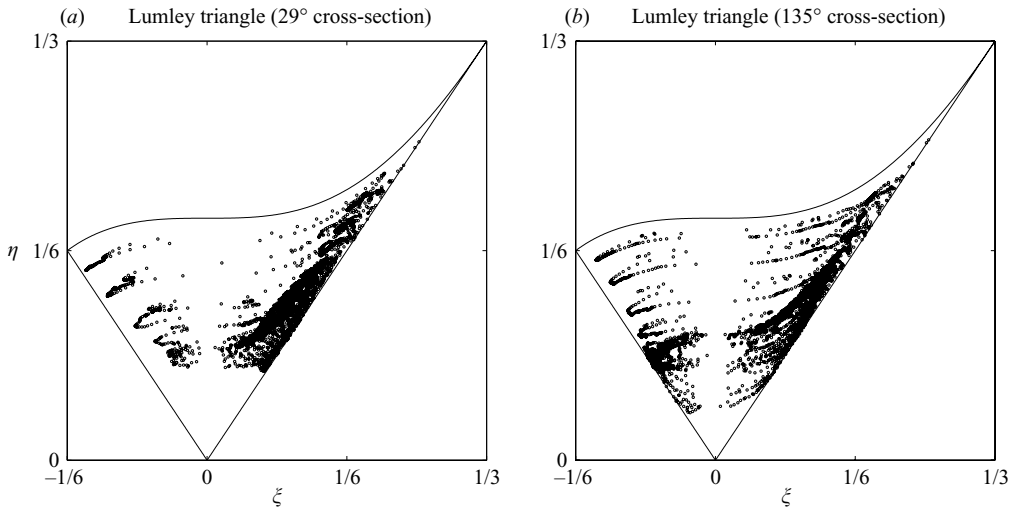 (a) Lumley triangle (29° cross-section)
1/3
η
1/6
0
–1/6
0
1/6
1/3
ξ
(b) Lumley triangle (135° cross-section)
1/3
1/6
0
–1/6
0
1/6
1/3
ξ